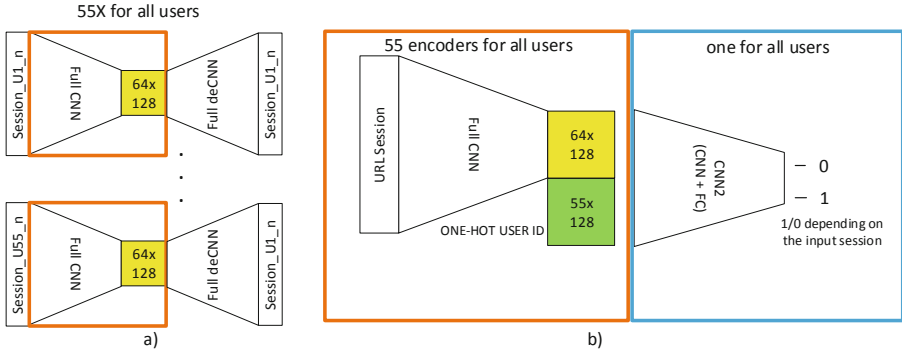 55X for all users
Session_U1_n
Full CNN
64x
128
Full deCNN
Session_U1_n
.
.
.
Session_U55_n
Full CNN
64x
128
Full deCNN
Session_U1_n
a)
55 encoders for all users
URL Session
Full CNN
64x
128
55x
128
ONE-HOT USER ID
one for all users
CNN2
(CNN + FC)
– 0
– 1
1/0 depending on
the input session
b)